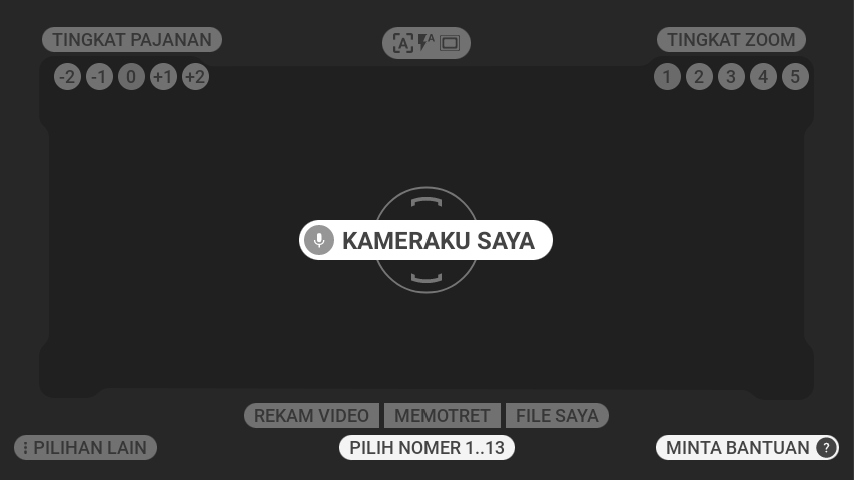 TINGKAT PAJANAN
A A
TINGKAT ZOOM
-2 -1 0 +1 +2
1 2 3 4 5
KAMERAKU SAYA
REKAM VIDEO MEMOTRET FILE SAYA
PILIHAN LAIN
PILIH NOMER 1..13
MINTA BANTUAN ?